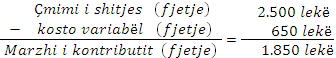 Çmimi i shitjes (fjetje) 2.500 lekë
− kosto variabël (fjetje) = 650 lekë
Marzhi i kontributit (fjetje) 1.850 lekë